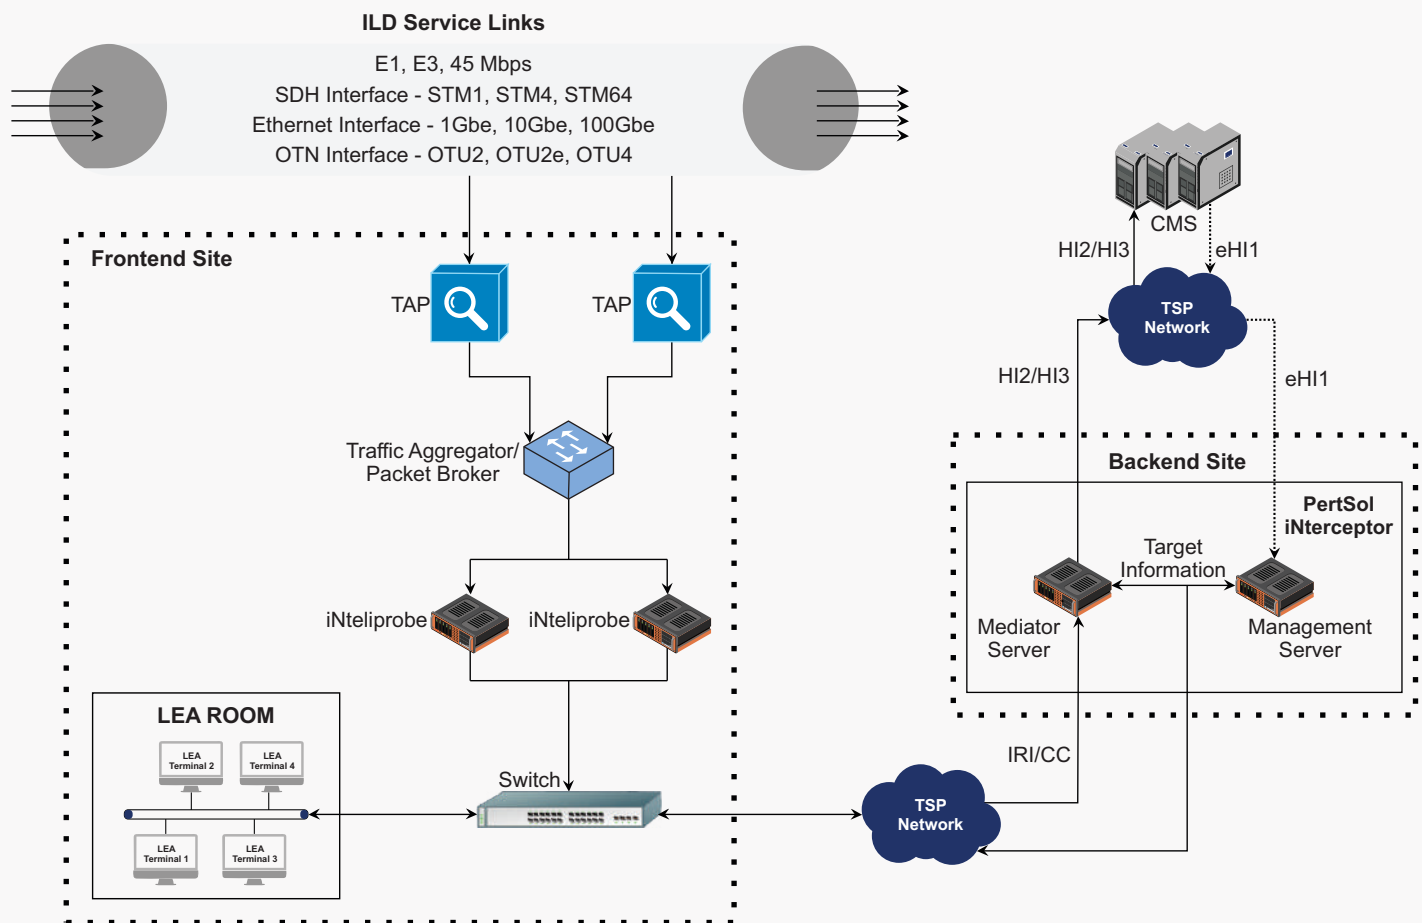 ILD Service Links
E1, E3, 45 Mbps
SDH Interface - STM1, STM4, STM64
Ethernet Interface - 1Gbe, 10Gbe, 100Gbe
OTN Interface - OTU2, OTU2e, OTU4
Frontend Site
TAP
TAP
Traffic Aggregator/
Packet Broker
iNteliprobe
iNteliprobe
LEA ROOM
LEA
Terminal 2
LEA
Terminal 4
LEA
Terminal 1
LEA
Terminal 3
Switch
TSP
Network
IRI/CC
CMS
HI2/HI3
eHI1
TSP
Network
HI2/HI3
eHI1
Backend Site
PertSol
iNterceptor
Target
Information
Mediator
Server
Management
Server